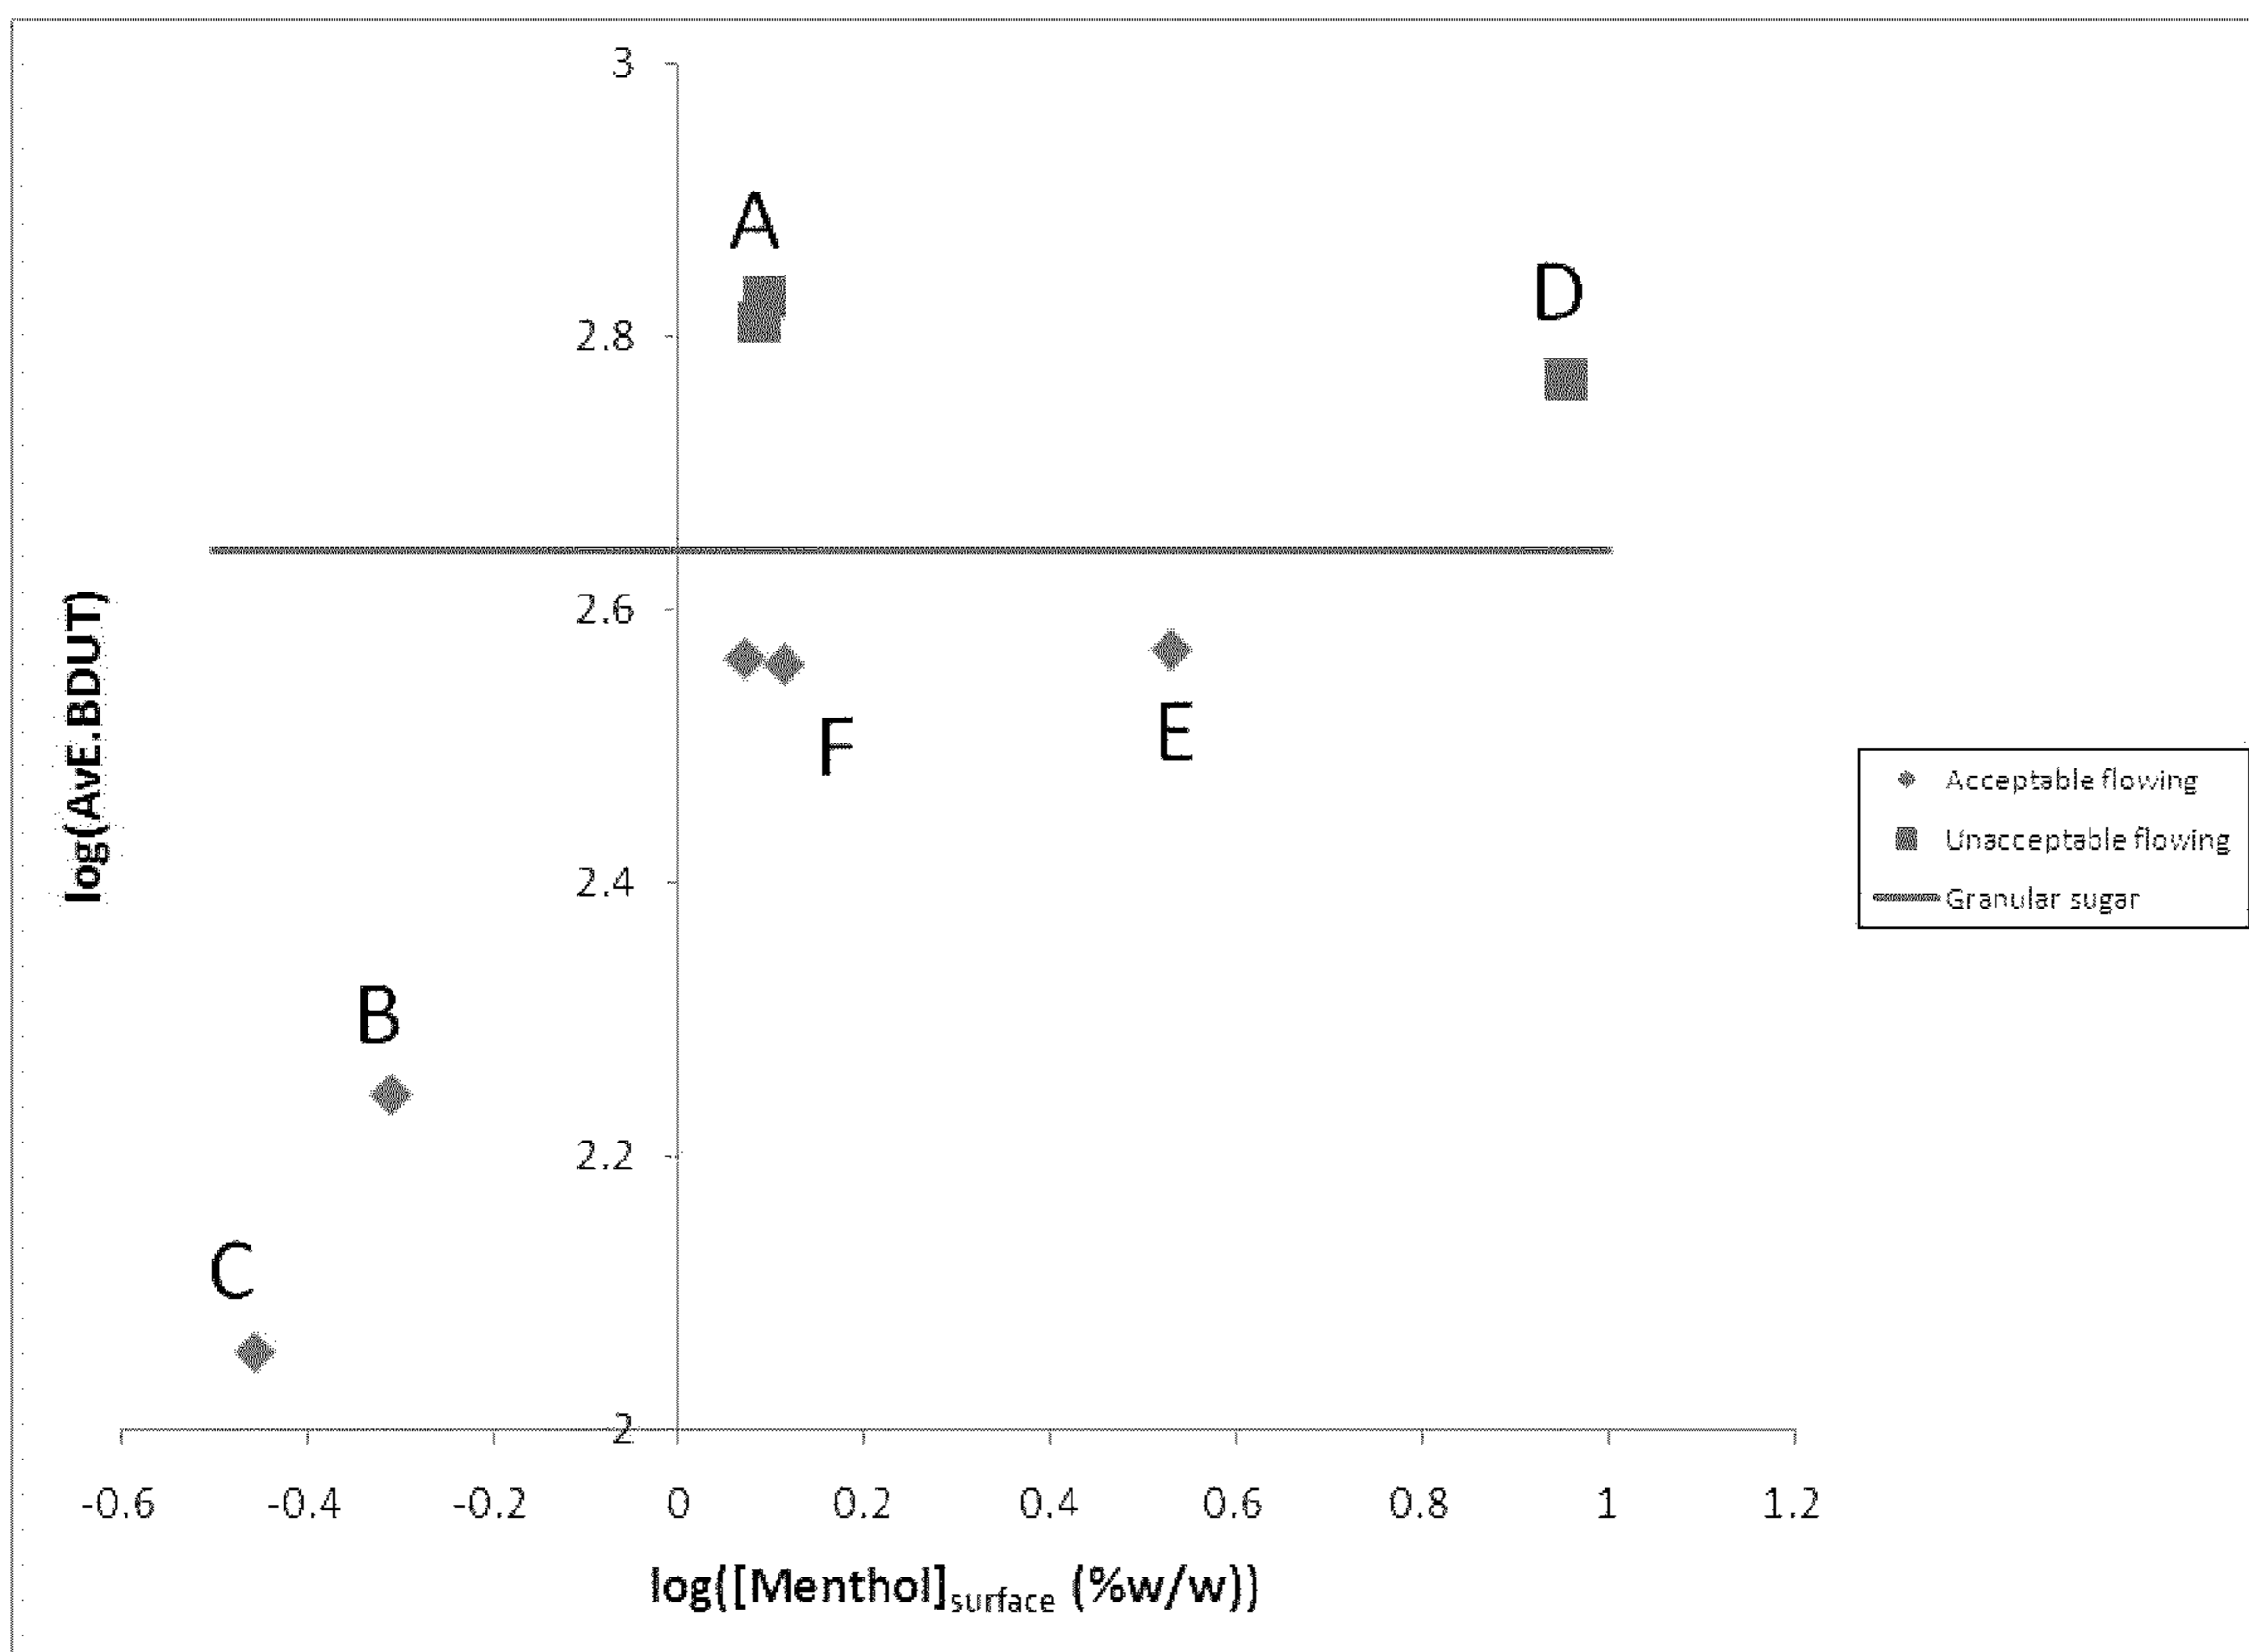 3
A
D
2.8
log(AvE.BDUT)
2.6
F
E
Acceptable flowing
Unacceptable flowing
Granular sugar
2.4
B
2.2
C
2
-0.6 -0.4 -0.2 0 0.2 0.4 0.6 0.8 1 1.2
log([Menthol]surface (%w/w))